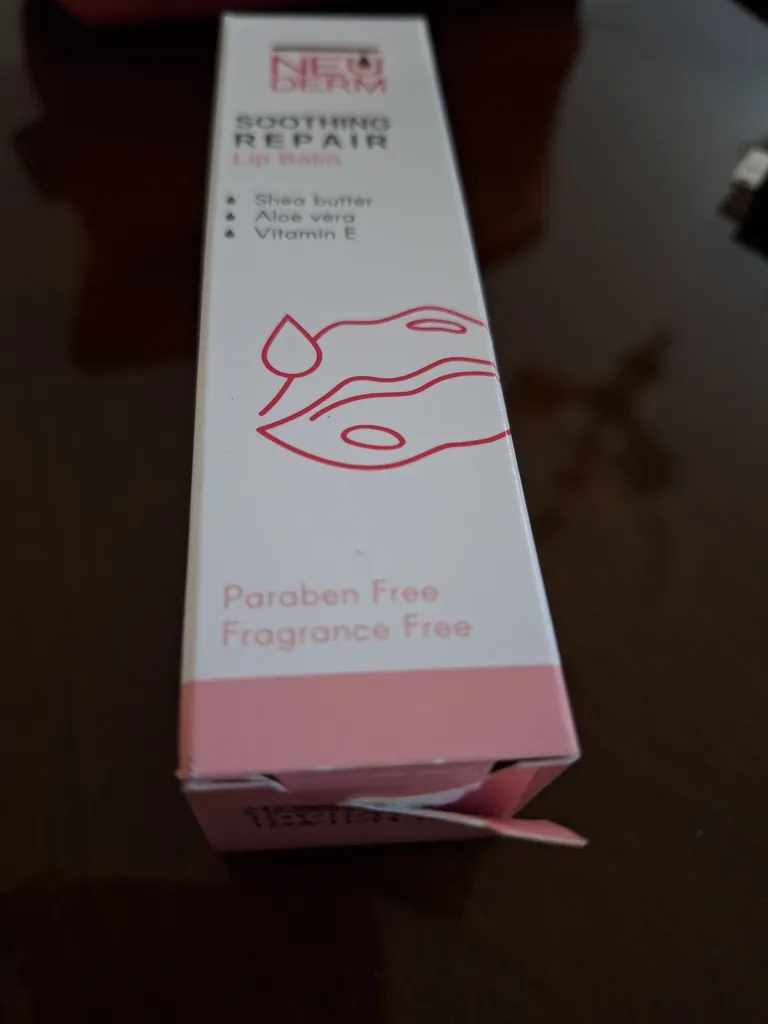 NEU
DERM
SOOTHING
REPAIR
Lip Balm
Shea butter
Aloe vera
Vitamin E
Paraben Free
Fragrance Free